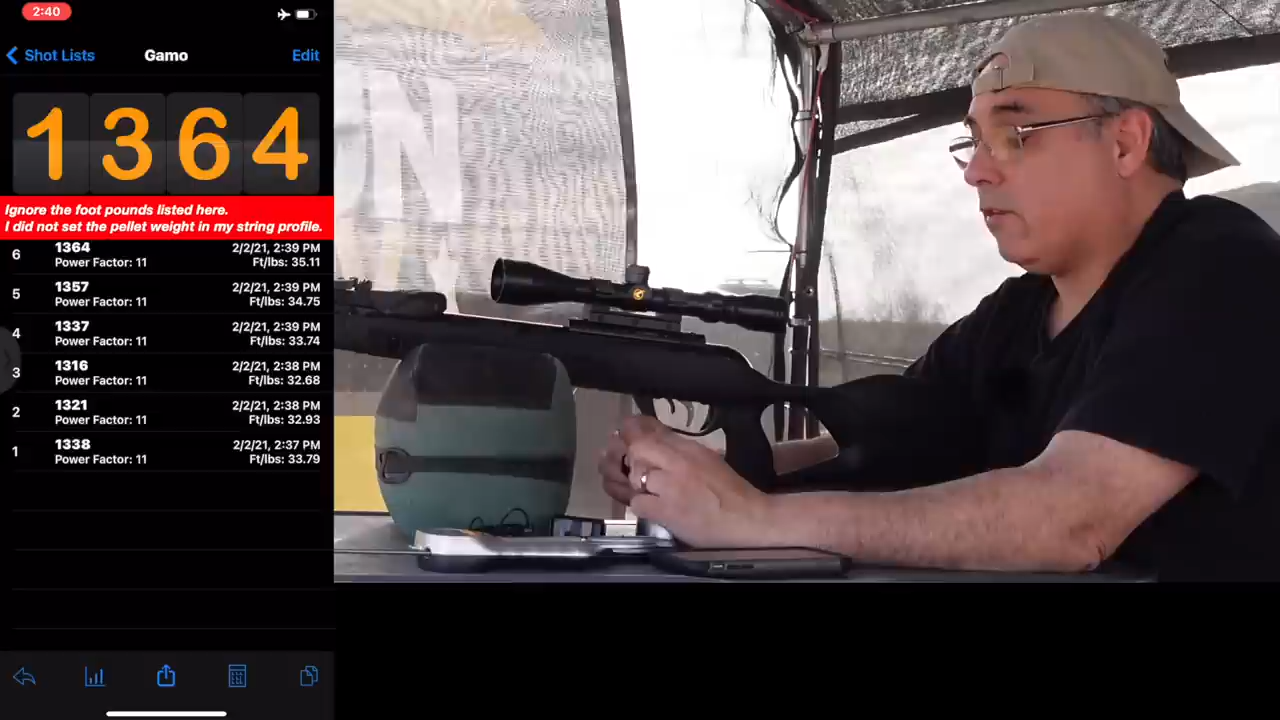 2:40
Shot Lists
Gamo
Edit
1364
Ignore the foot pounds listed here.
I did not set the pellet weight in my string profile.
6 1364 2/2/21, 2:39 PM
Power Factor: 11 Ft/lbs: 35.11
5 1357 2/2/21, 2:39 PM
Power Factor: 11 Ft/lbs: 34.75
4 1337 2/2/21, 2:39 PM
Power Factor: 11 Ft/lbs: 33.74
3 1316 2/2/21, 2:38 PM
Power Factor: 11 Ft/lbs: 32.68
2 1321 2/2/21, 2:38 PM
Power Factor: 11 Ft/lbs: 32.93
1 1338 2/2/21, 2:37 PM
Power Factor: 11 Ft/lbs: 33.79
N